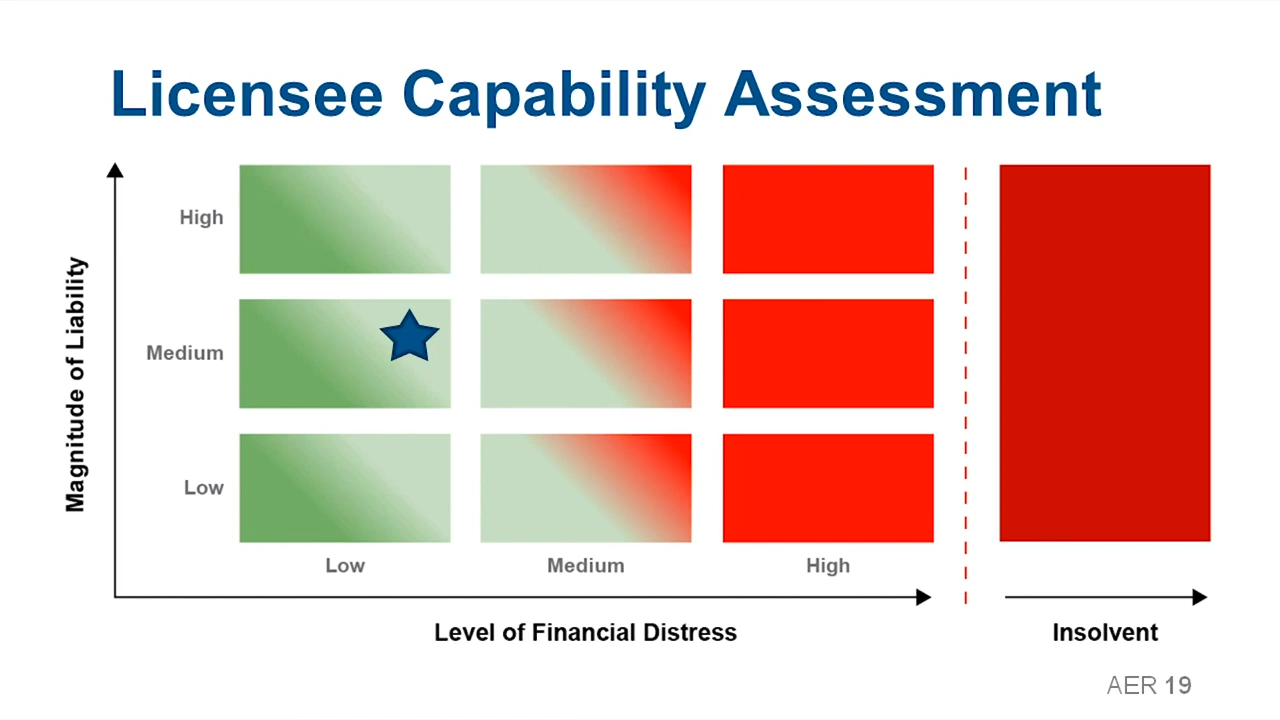 Licensee Capability Assessment
Magnitude of Liability
High
Medium
Low
Low
Medium
High
Level of Financial Distress
Insolvent
AER 19